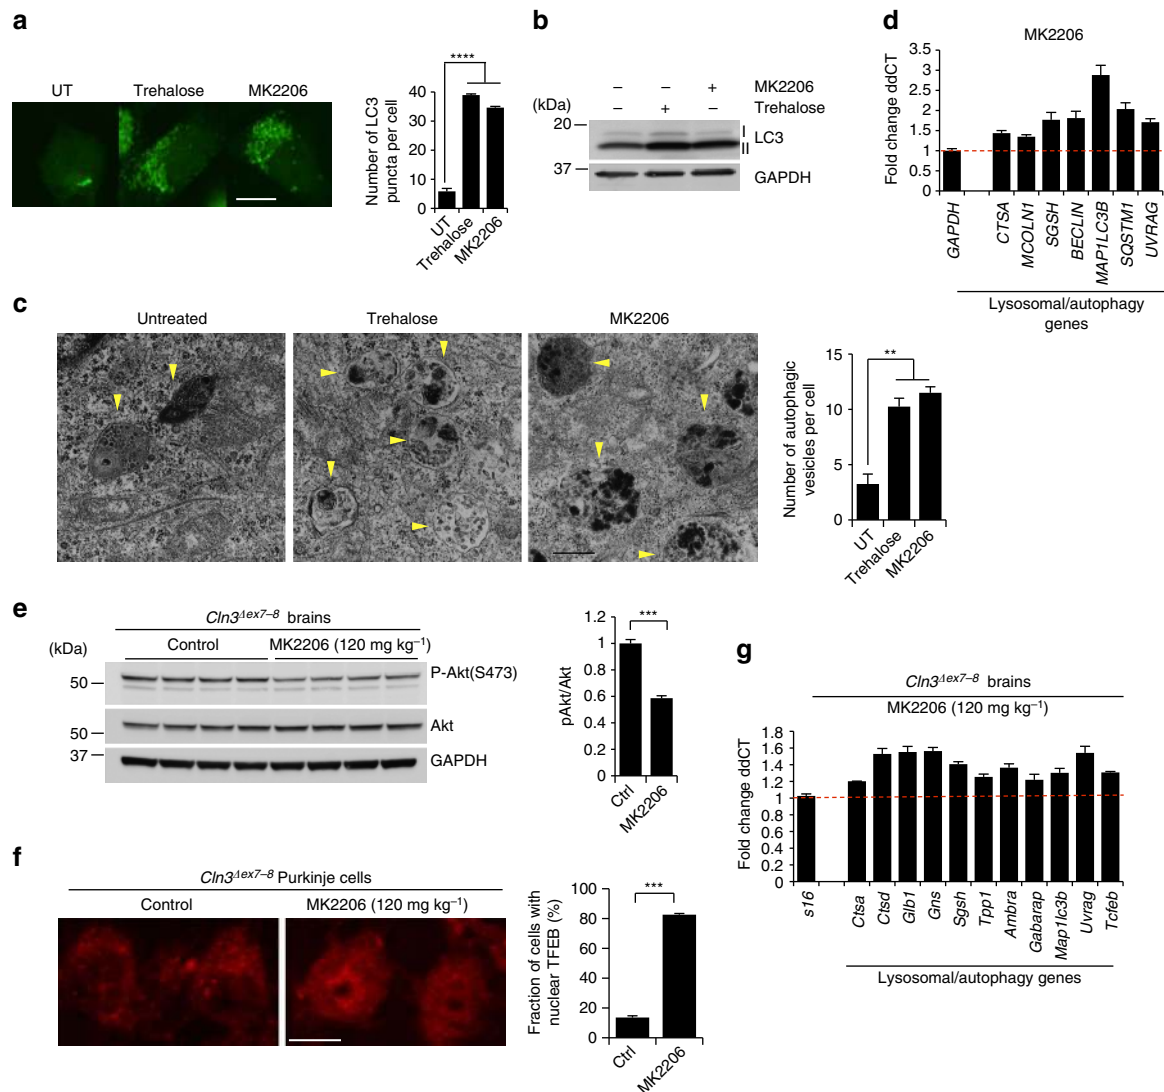 a
UT Trehalose MK2206
Number of LC3
puncta per cell
****
40
30
20
10
0
UT
Trehalose
MK2206
b
– – + MK2206
– + – Trehalose
(kDa)
20
I
II
LC3
37
GAPDH
d
MK2206
Fold change ddCT
3.5
3
2.5
2
1.5
1
0.5
0
GAPDH
CTSA
MCOLN1
SGSH
BECLIN
MAP1LC3B
SQSTM1
UVRAG
Lysosomal/autophagy
genes
c
Untreated Trehalose MK2206
Number of autophagic
vesicles per cell
**
15
10
5
0
UT
Trehalose
MK2206
e
Cln3Δex7–8 brains
(kDa) Control MK2206 (120 mg kg–1)
50
P-Akt(S473)
50
Akt
37
GAPDH
pAkt/Akt
***
1.2
1
0.8
0.6
0.4
0.2
0
Ctrl
MK2206
f
Cln3Δex7–8 Purkinje cells
Control MK2206 (120 mg kg–1)
Fraction of cells with
nuclear TFEB (%)
***
100
80
60
40
20
0
Ctrl
MK2206
g
Cln3Δex7–8 brains
MK2206 (120 mg kg–1)
Fold change ddCT
1.8
1.6
1.4
1.2
1
0.8
0.6
0.4
0.2
0
s16
Ctsa
Ctsd
Glb1
Gns
Sgsh
Tpp1
Ambra
Gabarap
Map1lc3b
Uvrag
Tcfeb
Lysosomal/autophagy genes